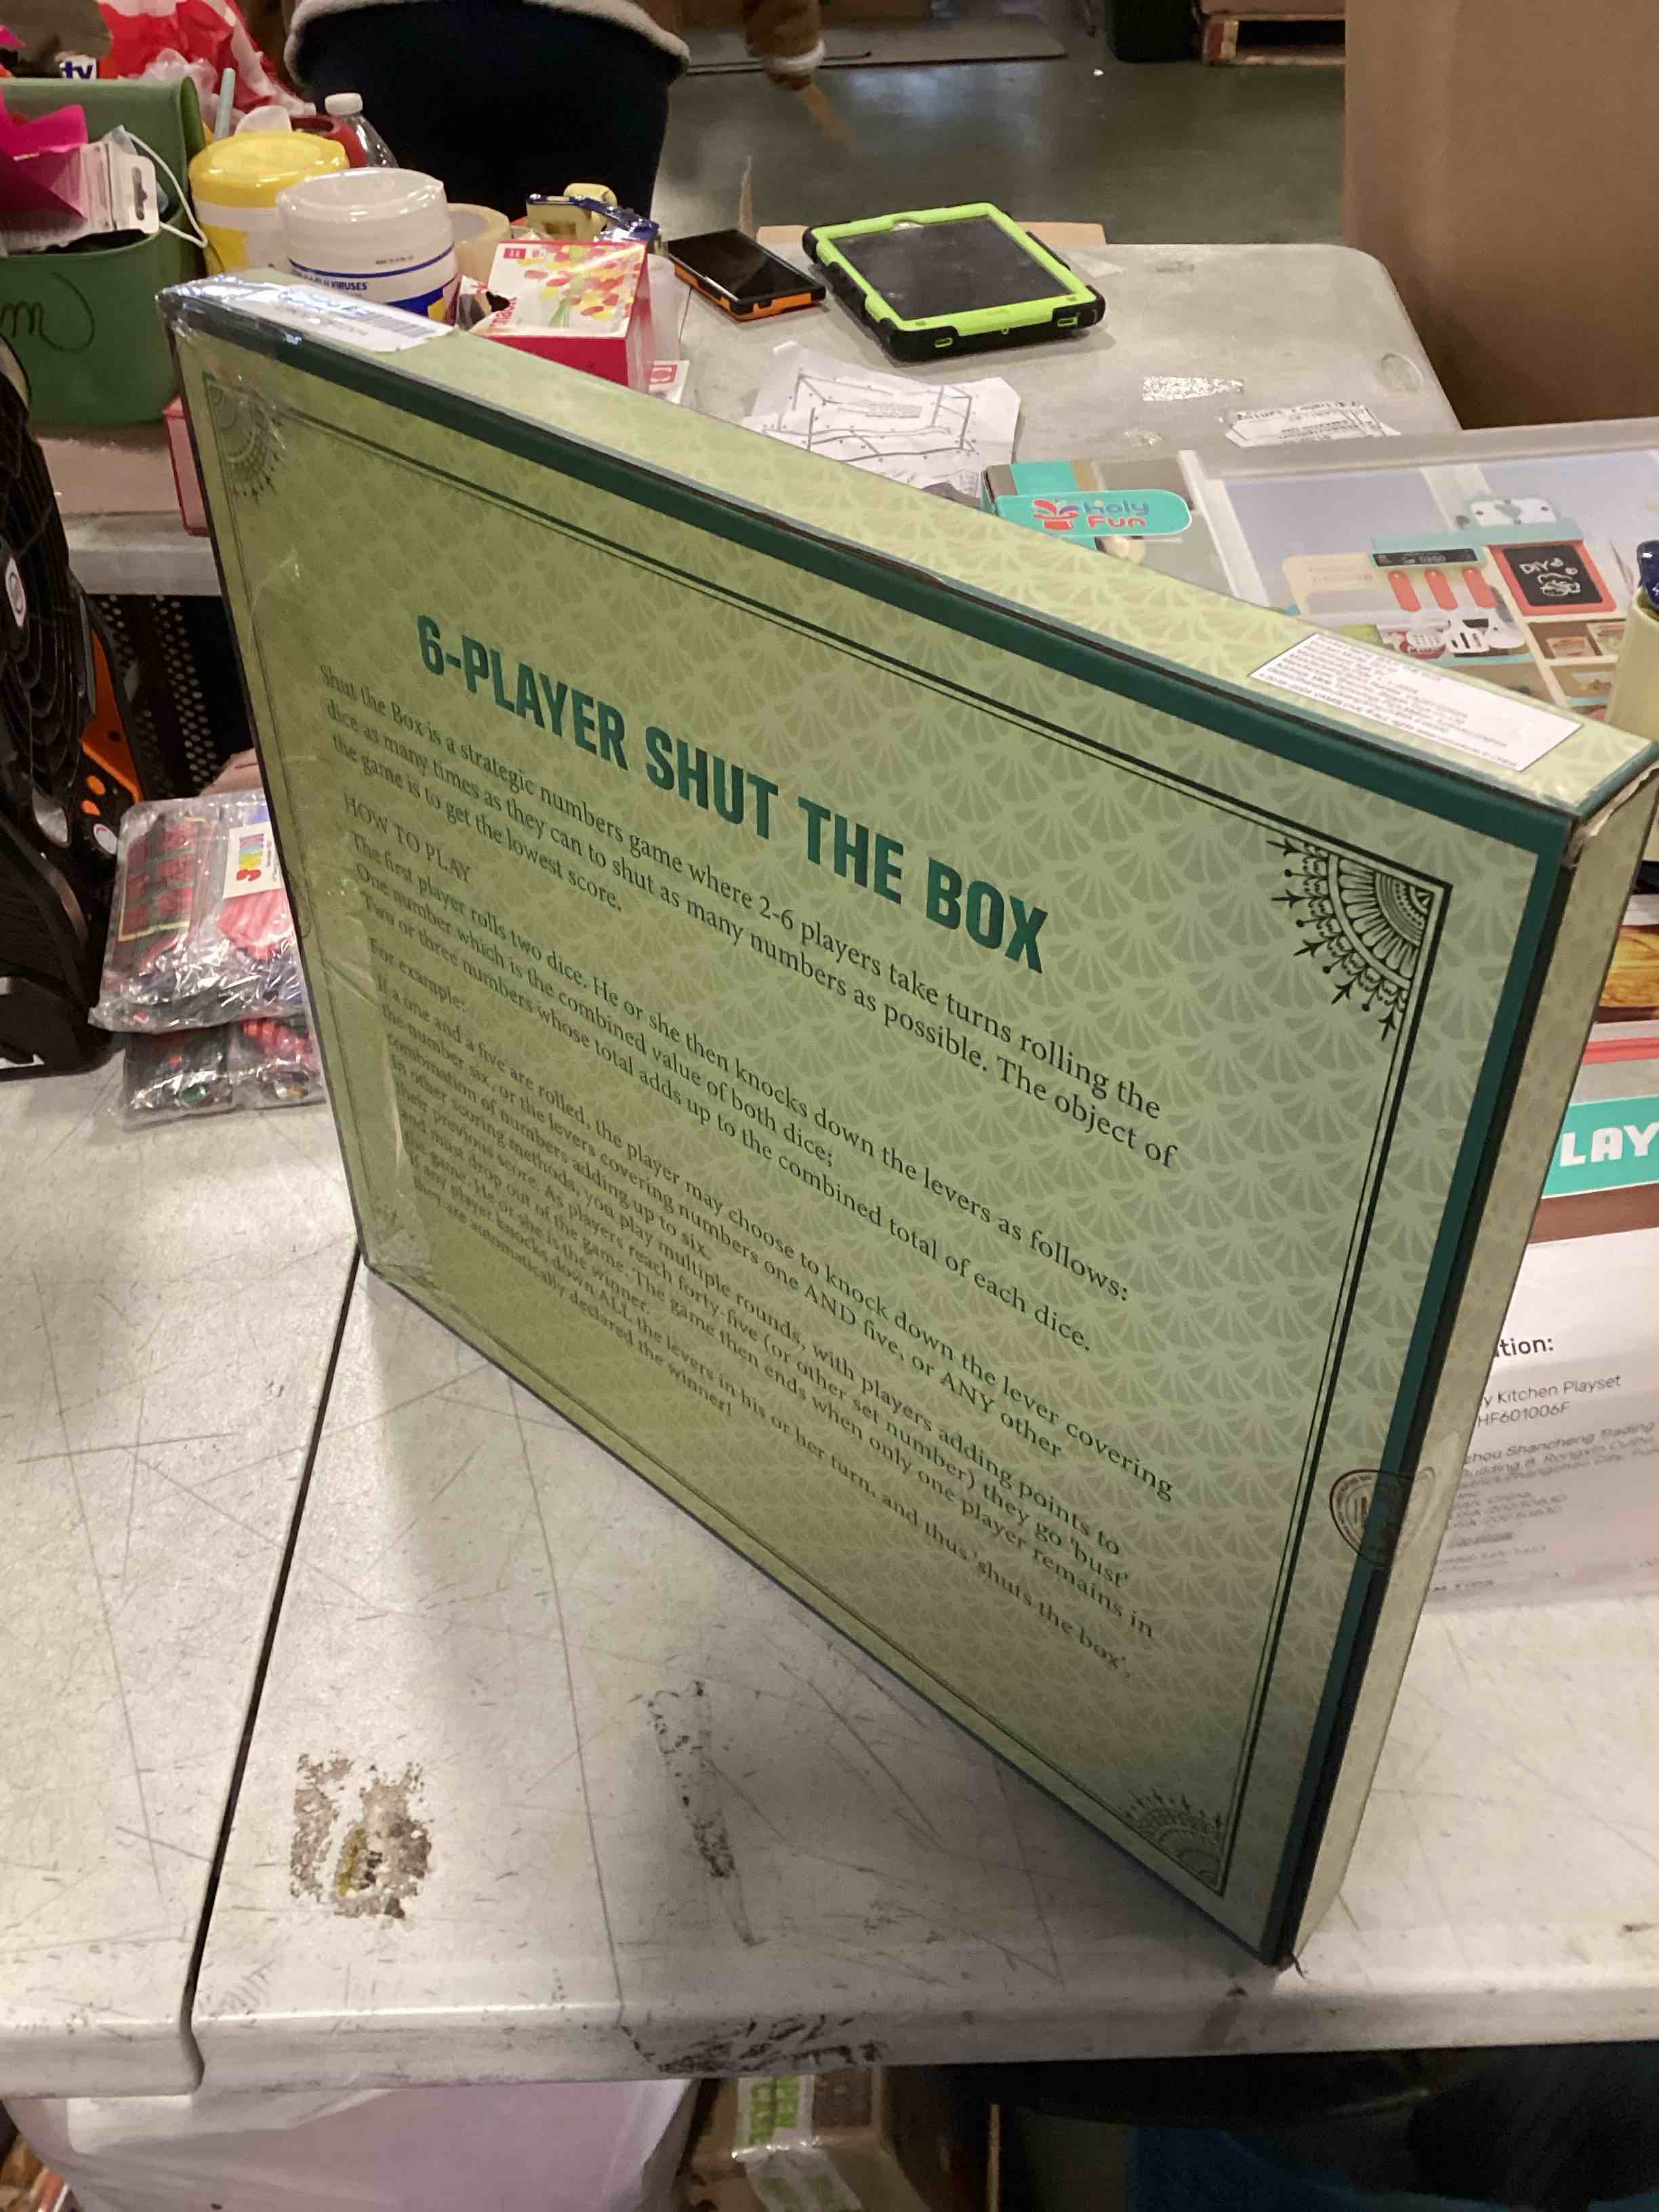 6-PLAYER SHUT THE BOX
Shut the Box is a strategic numbers game where 2-6 players take turns rolling the
dice as many times as they can to shut as many numbers as possible. The object of
the game is to get the lowest score.
HOW TO PLAY
The first player rolls two dice. He or she then knocks down the levers as follows:
One number which is the combined value of both dice;
Two or three numbers whose total adds up to the combined total of each dice.
For example:
If a one and a five are rolled, the player may choose to knock down the lever covering
the number six, or the levers covering numbers one AND five, or ANY other
combination of numbers adding up to six.
In other scoring methods, you play multiple rounds, with players adding points to
their previous score. As players reach forty-five (or other set number) they go 'bust'
and must drop out of the game. The game then ends when only one player remains in
the game. He or she is the winner.
If any player knocks down ALL the levers in his or her turn, and thus 'shuts the box',
they are automatically declared the winner!
Holy
Fun
DIY
LAY
tion:
y Kitchen Playset
HF601006F
VIRUSES